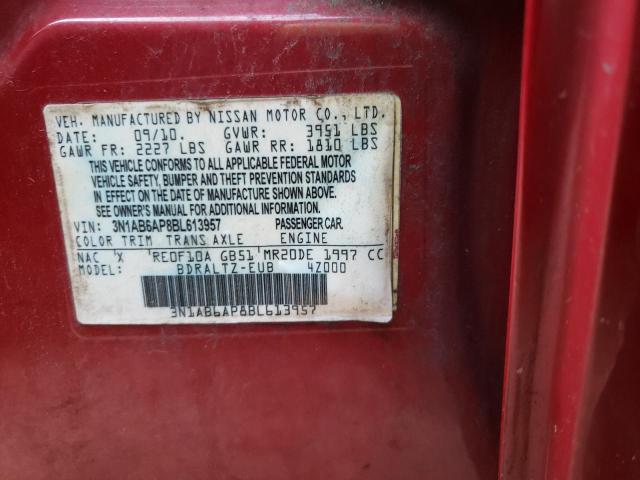 VEH. MANUFACTURED BY NISSAN MOTOR CO., LTD.
DATE: 09/10. GVWR: 3951 LBS
GAWR FR: 2227 LBS GAWR RR: 1810 LBS
THIS VEHICLE CONFORMS TO ALL APPLICABLE FEDERAL MOTOR
VEHICLE SAFETY, BUMPER AND THEFT PREVENTION STANDARDS
IN EFFECT ON THE DATE OF MANUFACTURE SHOWN ABOVE.
SEE OWNER'S MANUAL FOR ADDITIONAL INFORMATION.
VIN: 3N1AB6AP8BL613957 PASSENGER CAR.
COLOR TRIM TRANS AXLE ENGINE
NAC 'X 'REOF10A GB51 'MR20DE 1997 CC
MODEL: BDRALTZ-EUB 4Z000
3N1AB6AP8BL613957